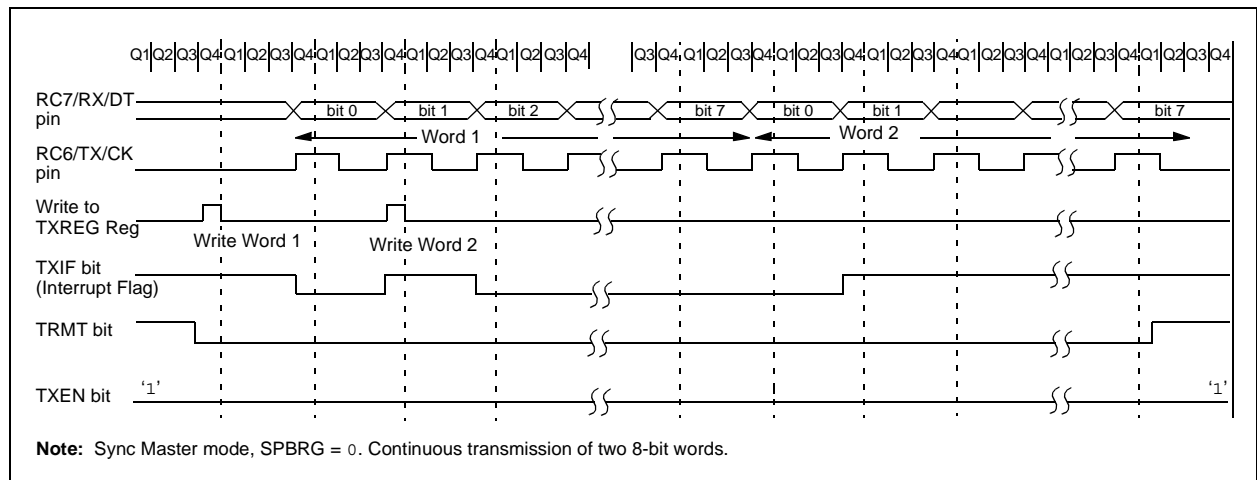 Q1 Q2 Q3 Q4 Q1 Q2 Q3 Q4 Q1 Q2 Q3 Q4 Q1 Q2 Q3 Q4 Q1 Q2 Q3 Q4 Q3 Q4 Q1 Q2 Q3 Q4 Q1 Q2 Q3 Q4 Q1 Q2 Q3 Q4 Q1 Q2 Q3 Q4 Q1 Q2 Q3 Q4 Q1 Q2 Q3 Q4
RC7/RX/DT
pin
bit 0 bit 1 bit 2 bit 7 bit 0 bit 1 bit 7
Word 1 Word 2
RC6/TX/CK
pin
Write to
TXREG Reg
Write Word 1 Write Word 2
TXIF bit
(Interrupt Flag)
TRMT bit
TXEN bit
‘1’ ‘1’
Note: Sync Master mode, SPBRG = 0. Continuous transmission of two 8-bit words.